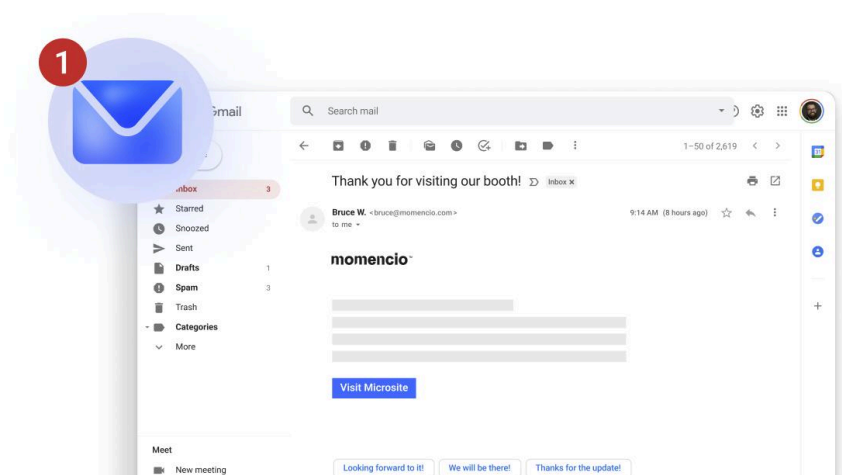 1
Gmail
Search mail
1–50 of 2,619
Inbox 3
Starred
Snoozed
Sent
Drafts 1
Spam 3
Trash
Categories
More
Meet
New meeting
Thank you for visiting our booth! Inbox x
Bruce W. <bruce@momencio.com> 9:14 AM (8 hours ago)
to me
momencio™
Visit Microsite
Looking forward to it! We will be there! Thanks for the update!
31